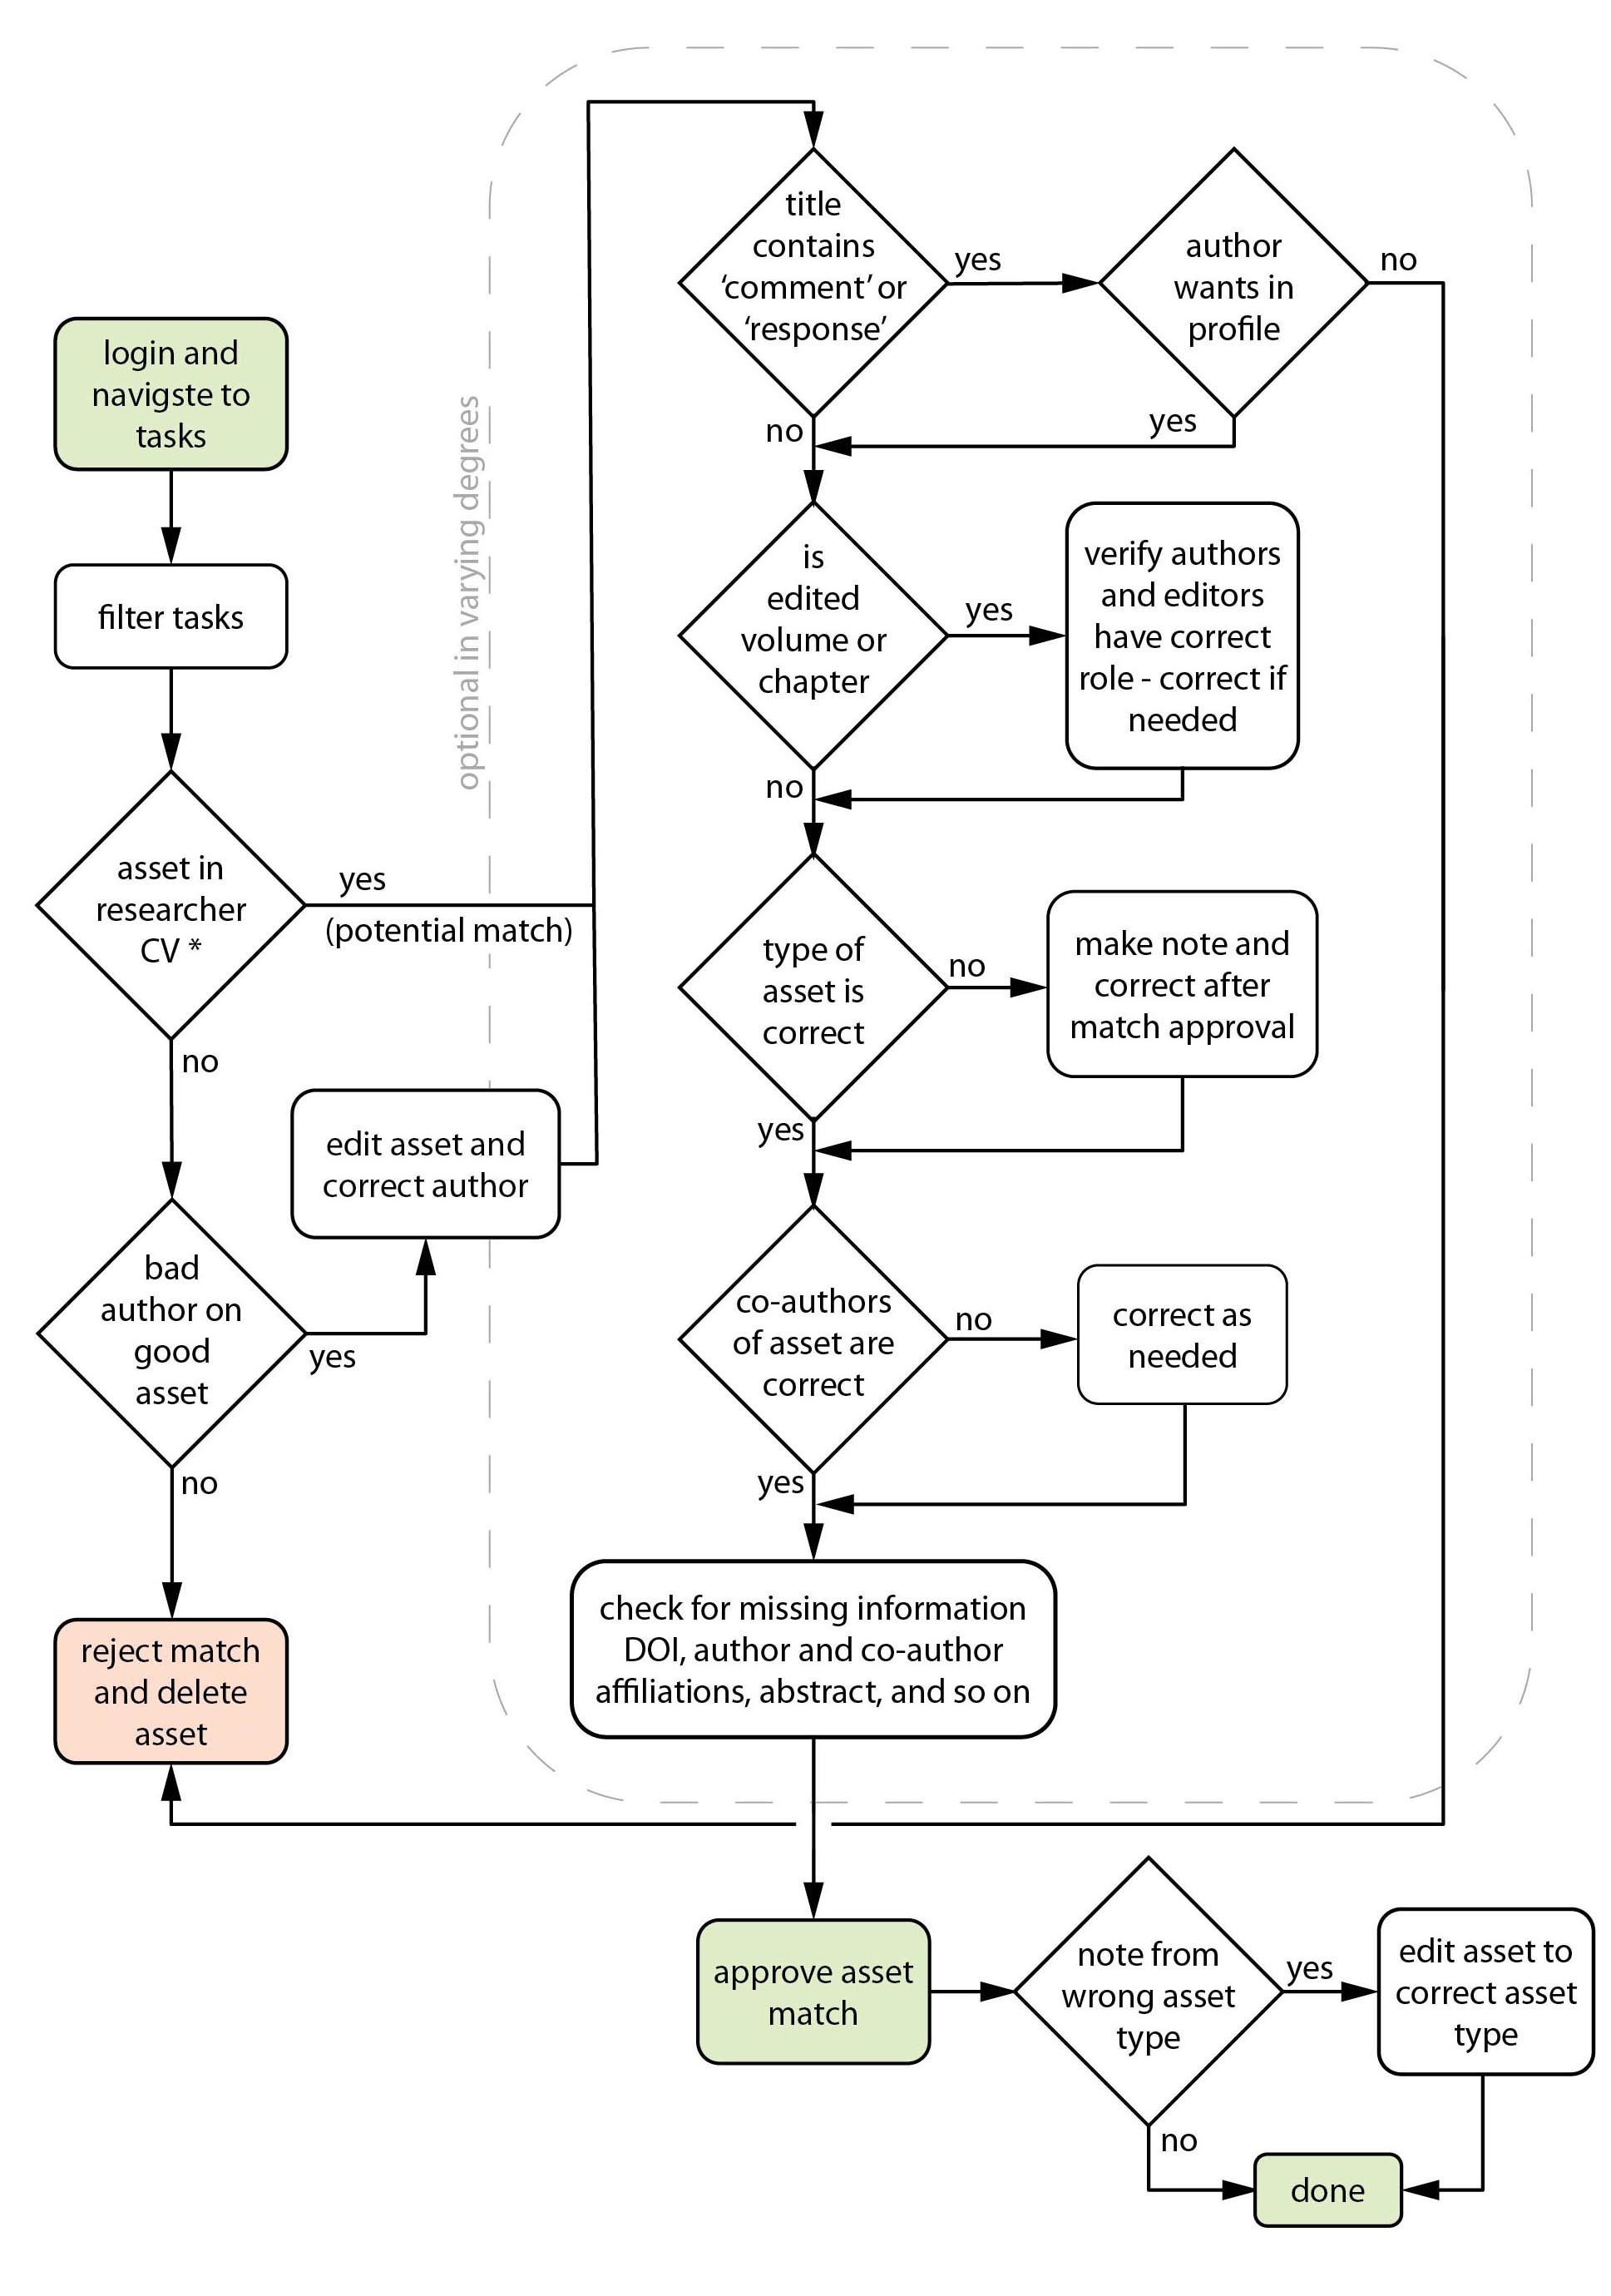 login and
navigste to
tasks
filter tasks
asset in
researcher
CV *
yes
(potential match)
no
bad
author on
good
asset
yes
no
edit asset and
correct author
reject match
and delete
asset
optional in varying degrees
title
contains
‘comment’ or
‘response’
yes
no
author
wants in
profile
no
yes
is
edited
volume or
chapter
yes
no
verify authors
and editors
have correct
role - correct if
needed
type of
asset is
correct
no
yes
make note and
correct after
match approval
co-authors
of asset are
correct
no
yes
correct as
needed
check for missing information
DOI, author and co-author
affiliations, abstract, and so on
approve asset
match
note from
wrong asset
type
yes
no
edit asset to
correct asset
type
done